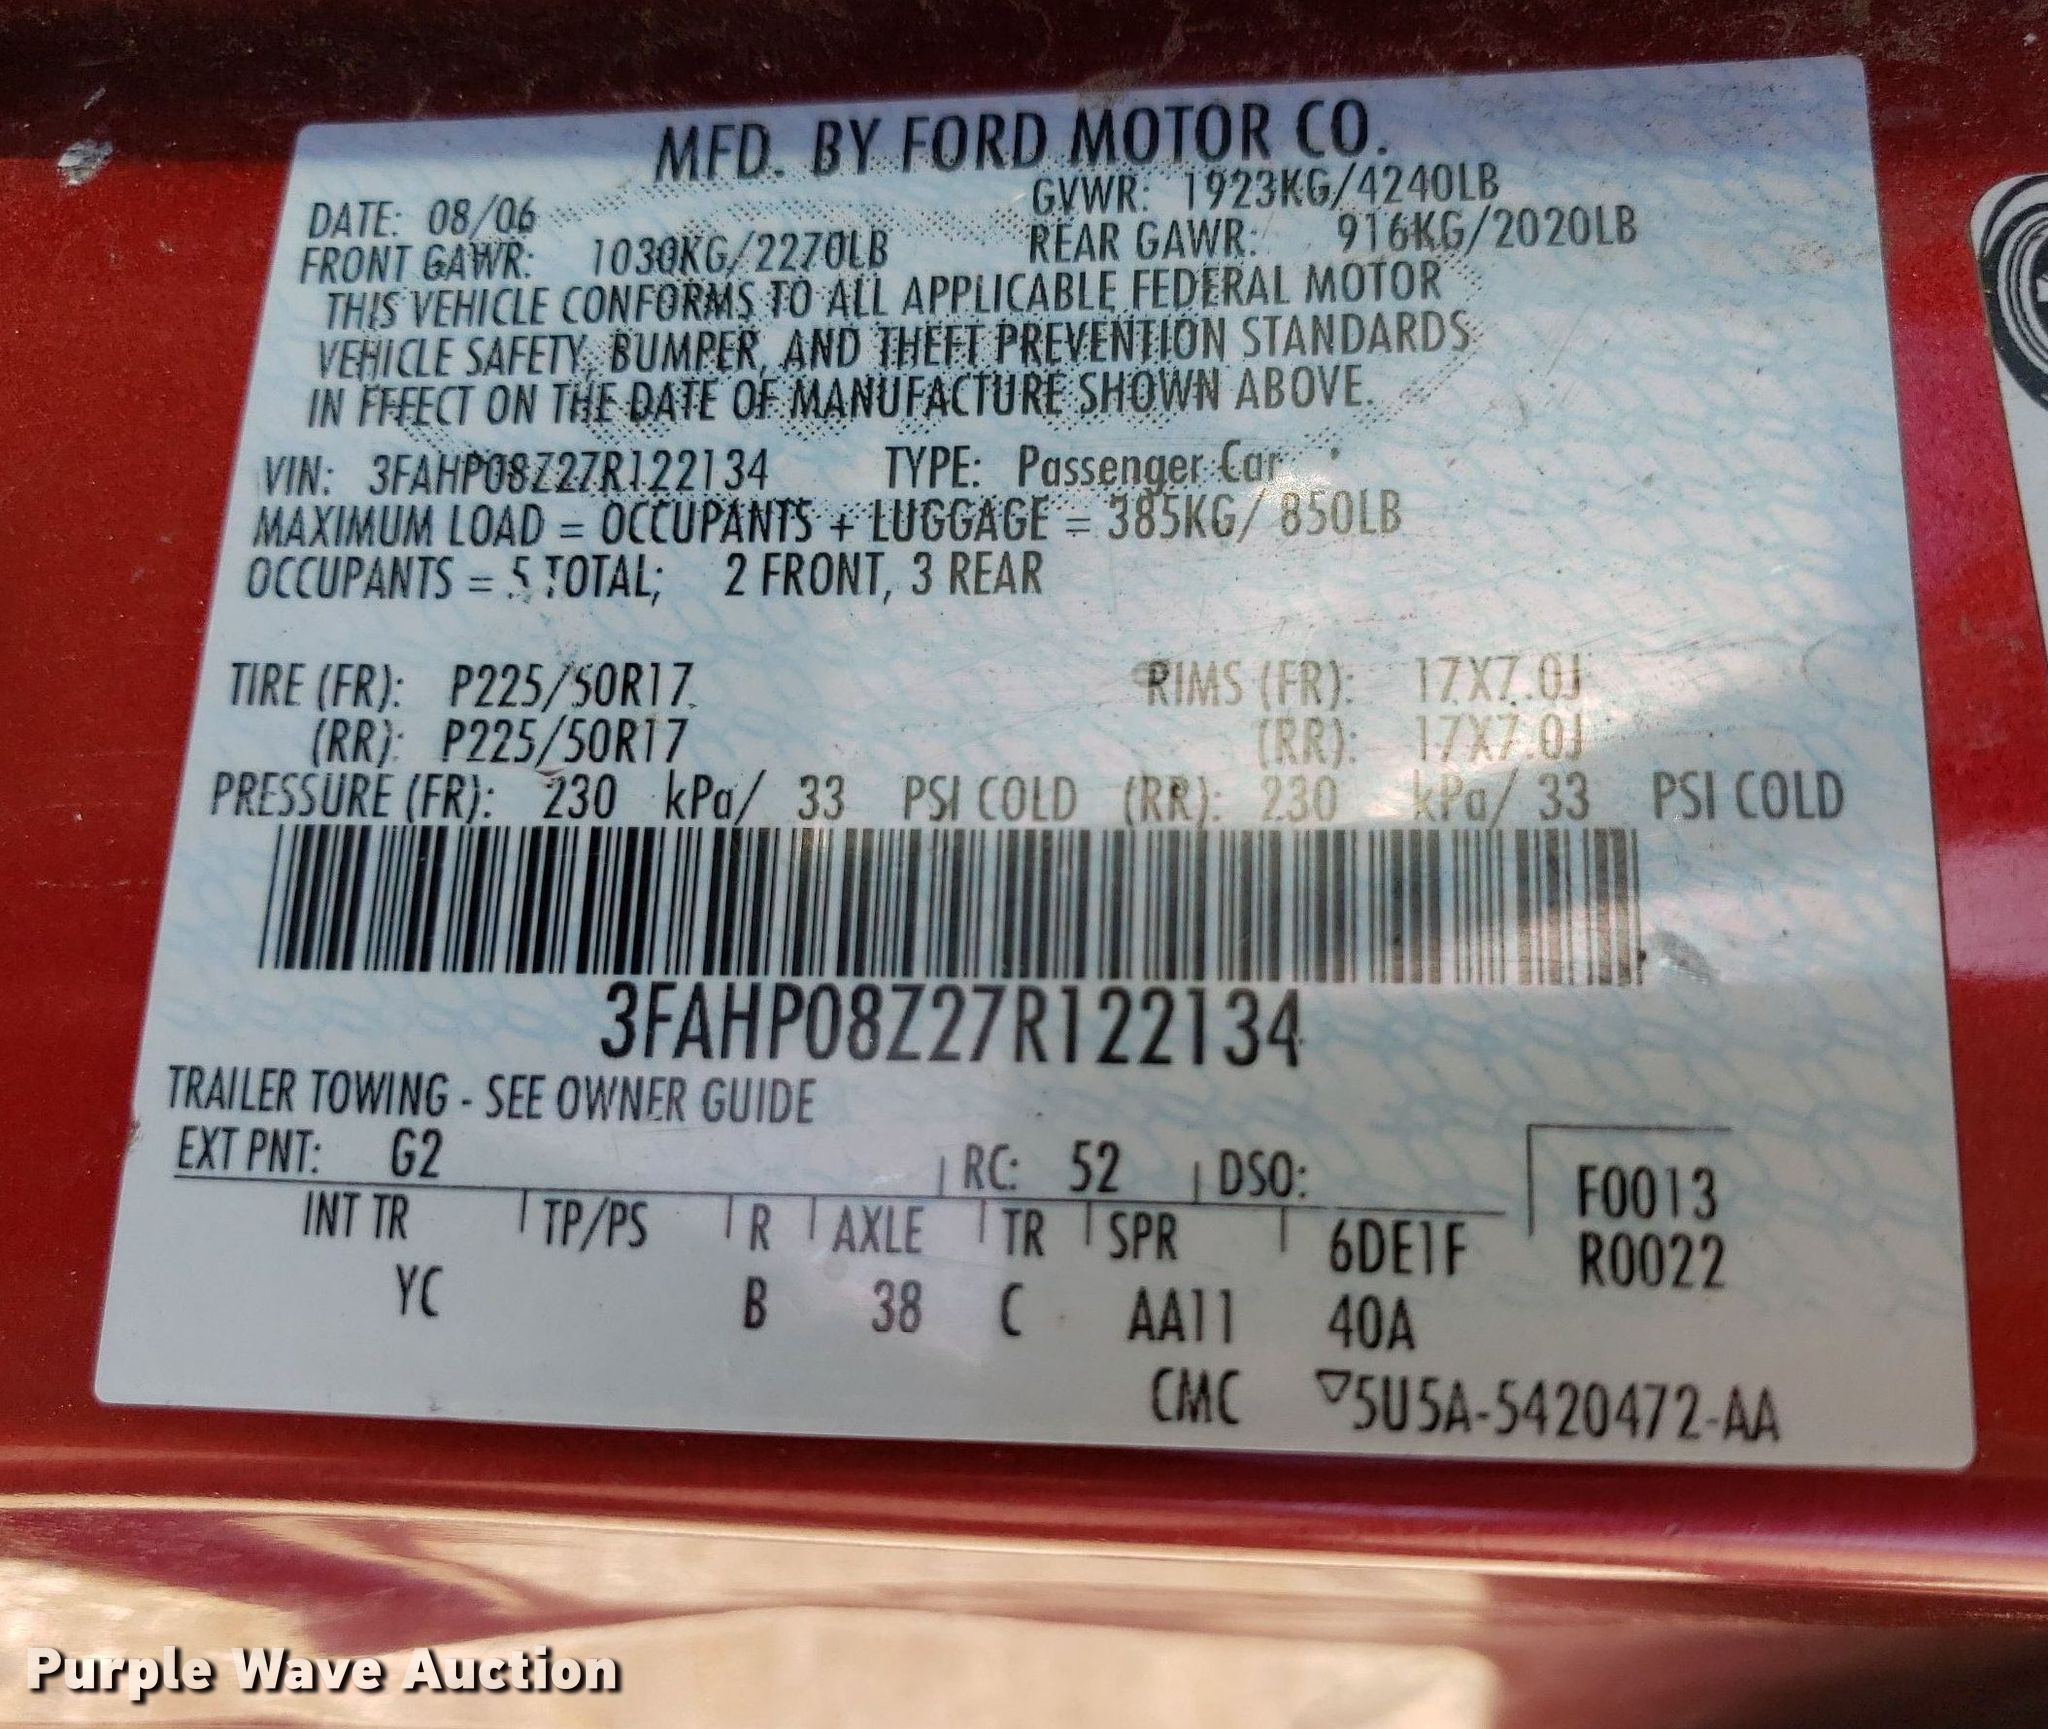 MFD. BY FORD MOTOR CO.
DATE: 08/06 GVWR: 1923KG/4240LB
FRONT GAWR: 1030KG/2270LB REAR GAWR: 916KG/2020LB
THIS VEHICLE CONFORMS TO ALL APPLICABLE FEDERAL MOTOR
VEHICLE SAFETY, BUMPER, AND THEFT PREVENTION STANDARDS
IN EFFECT ON THE DATE OF MANUFACTURE SHOWN ABOVE.
VIN: 3FAHP08Z27R122134 TYPE: Passenger Car
MAXIMUM LOAD = OCCUPANTS + LUGGAGE = 385KG/ 850LB
OCCUPANTS = 5 TOTAL; 2 FRONT, 3 REAR
TIRE (FR): P225/50R17 RIMS (FR): 17X7.0J
(RR): P225/50R17 (RR): 17X7.0J
PRESSURE (FR): 230 kPa/ 33 PSI COLD (RR): 230 kPa/ 33 PSI COLD
3FAHP08Z27R122134
TRAILER TOWING - SEE OWNER GUIDE
EXT PNT: G2 RC: 52 DSO: F0013
INT TR TP/PS R AXLE TR SPR 6DE1F R0022
YC B 38 C AA11 40A
CMC ▽5U5A-5420472-AA
Purple Wave Auction